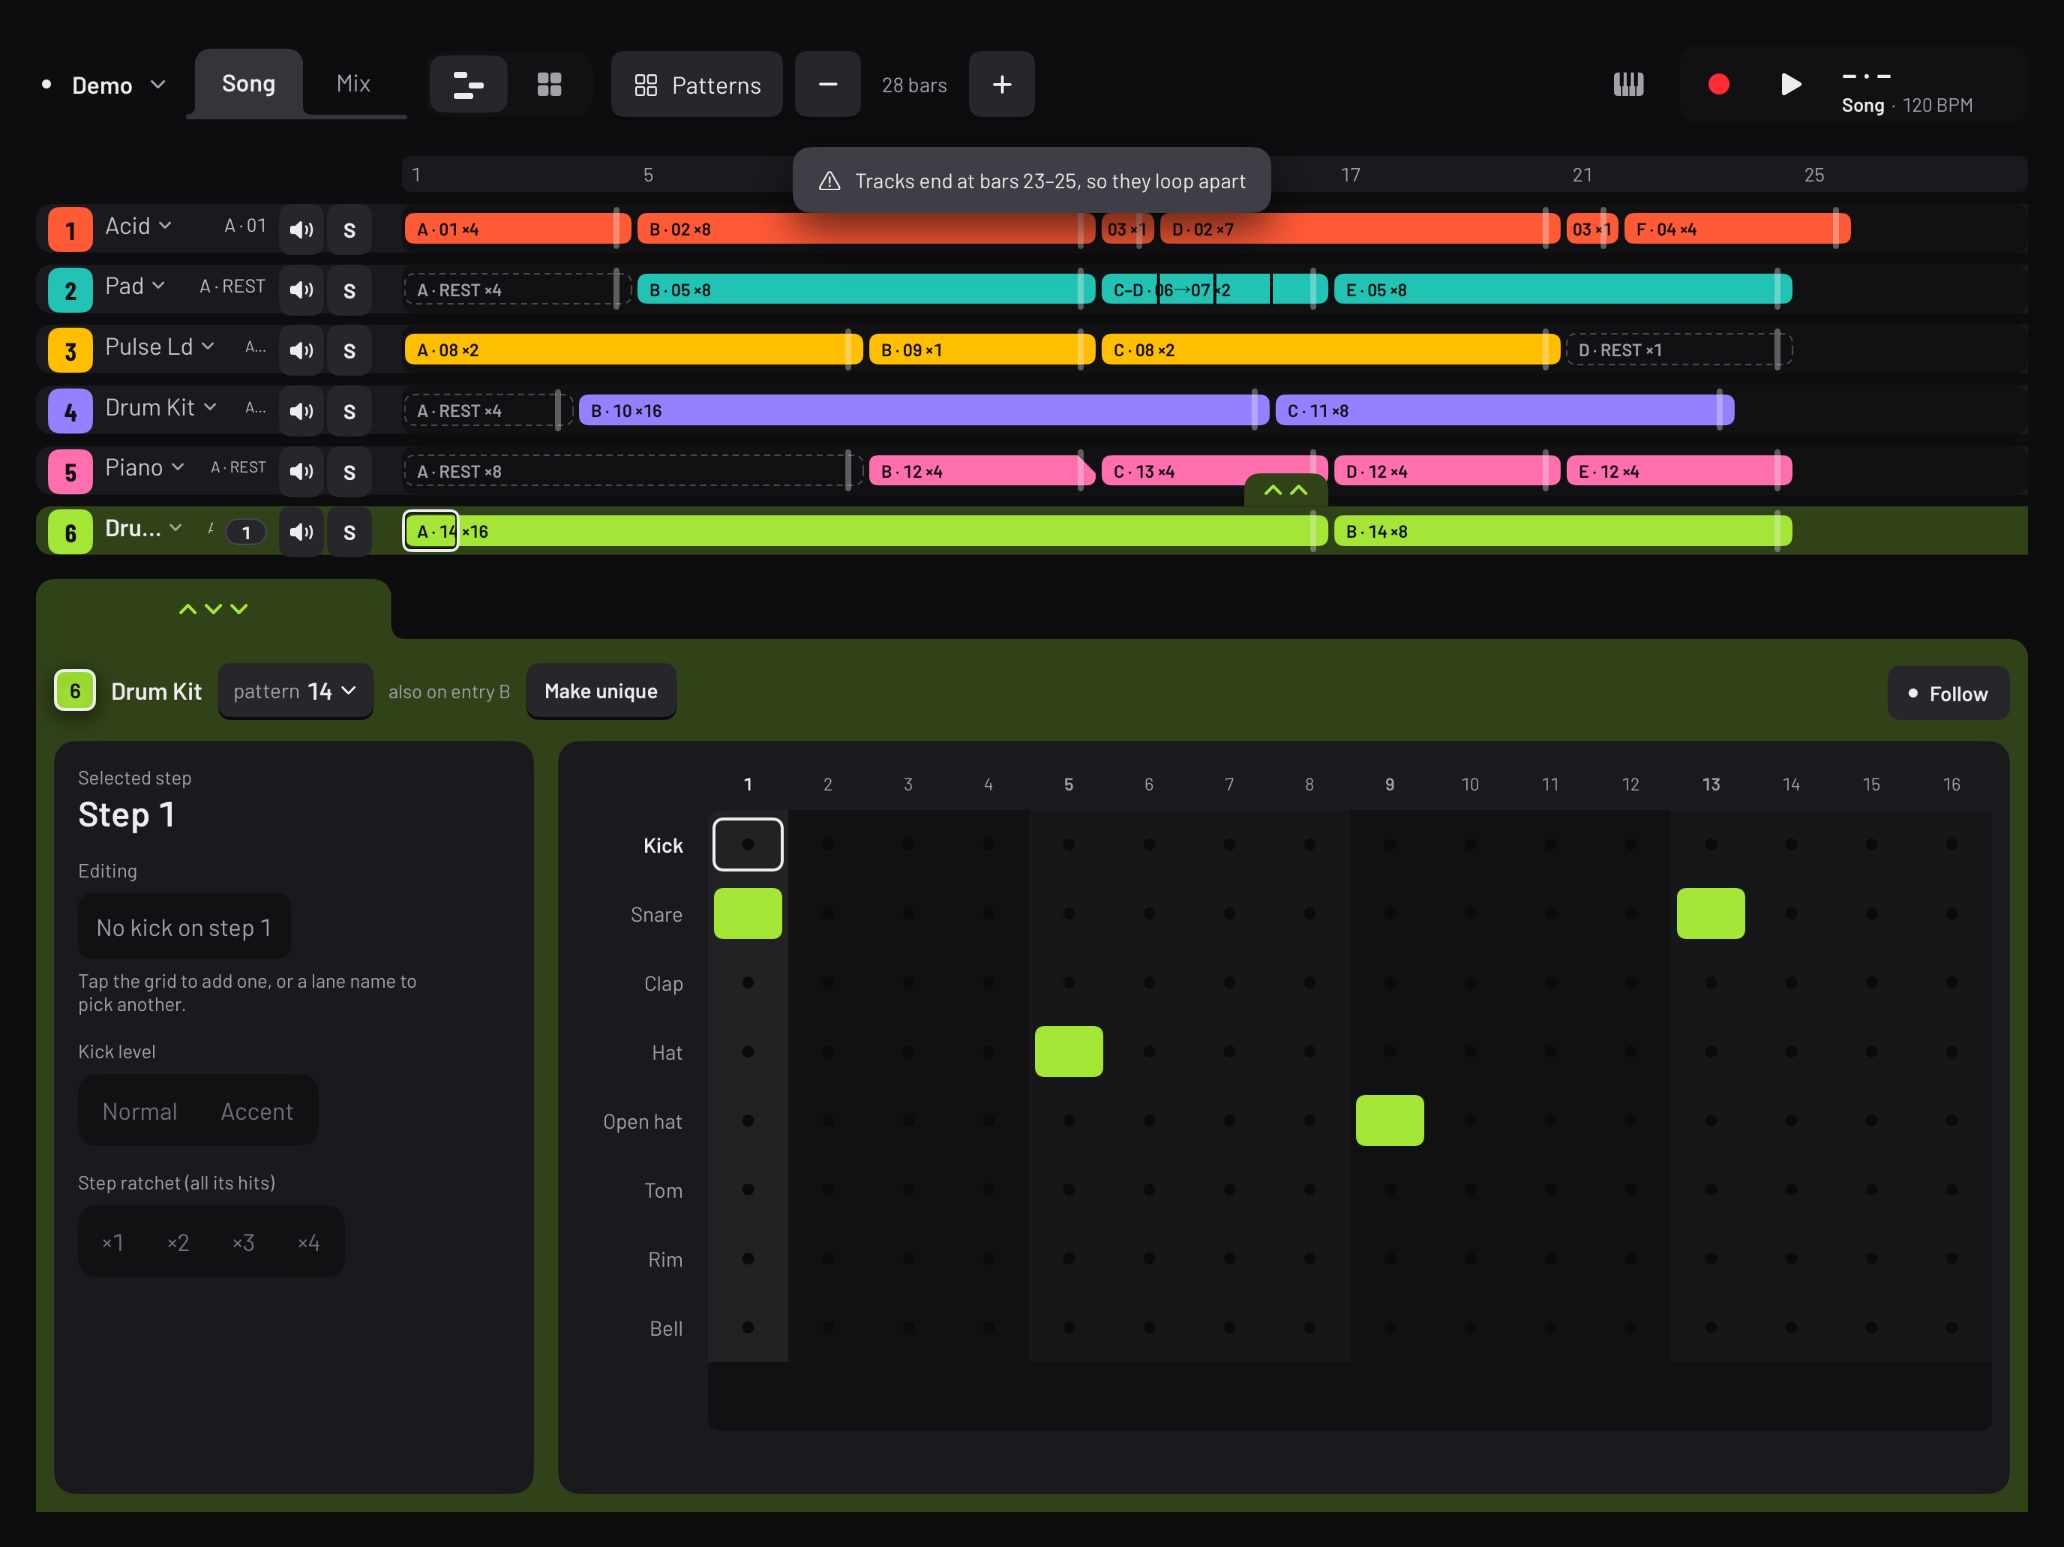 Demo Song Mix Patterns 28 bars Song · 120 BPM
1 5 17 21 25
Tracks end at bars 23–25, so they loop apart
1 Acid A · 01 S A · 01 ×4 B · 02 ×8 03 ×1 D · 02 ×7 03 ×1 F · 04 ×4
2 Pad A · REST S A · REST ×4 B · 05 ×8 C–D · 06→07 ×2 E · 05 ×8
3 Pulse Ld A... S A · 08 ×2 B · 09 ×1 C · 08 ×2 D · REST ×1
4 Drum Kit A... S A · REST ×4 B · 10 ×16 C · 11 ×8
5 Piano A · REST S A · REST ×8 B · 12 ×4 C · 13 ×4 D · 12 ×4 E · 12 ×4
6 Dru... 1 S A · 14 ×16 B · 14 ×8
6 Drum Kit pattern 14 also on entry B Make unique Follow
Selected step
Step 1
Editing
No kick on step 1
Tap the grid to add one, or a lane name to
pick another.
Kick level
Normal Accent
Step ratchet (all its hits)
×1 ×2 ×3 ×4
1 2 3 4 5 6 7 8 9 10 11 12 13 14 15 16
Kick
Snare
Clap
Hat
Open hat
Tom
Rim
Bell